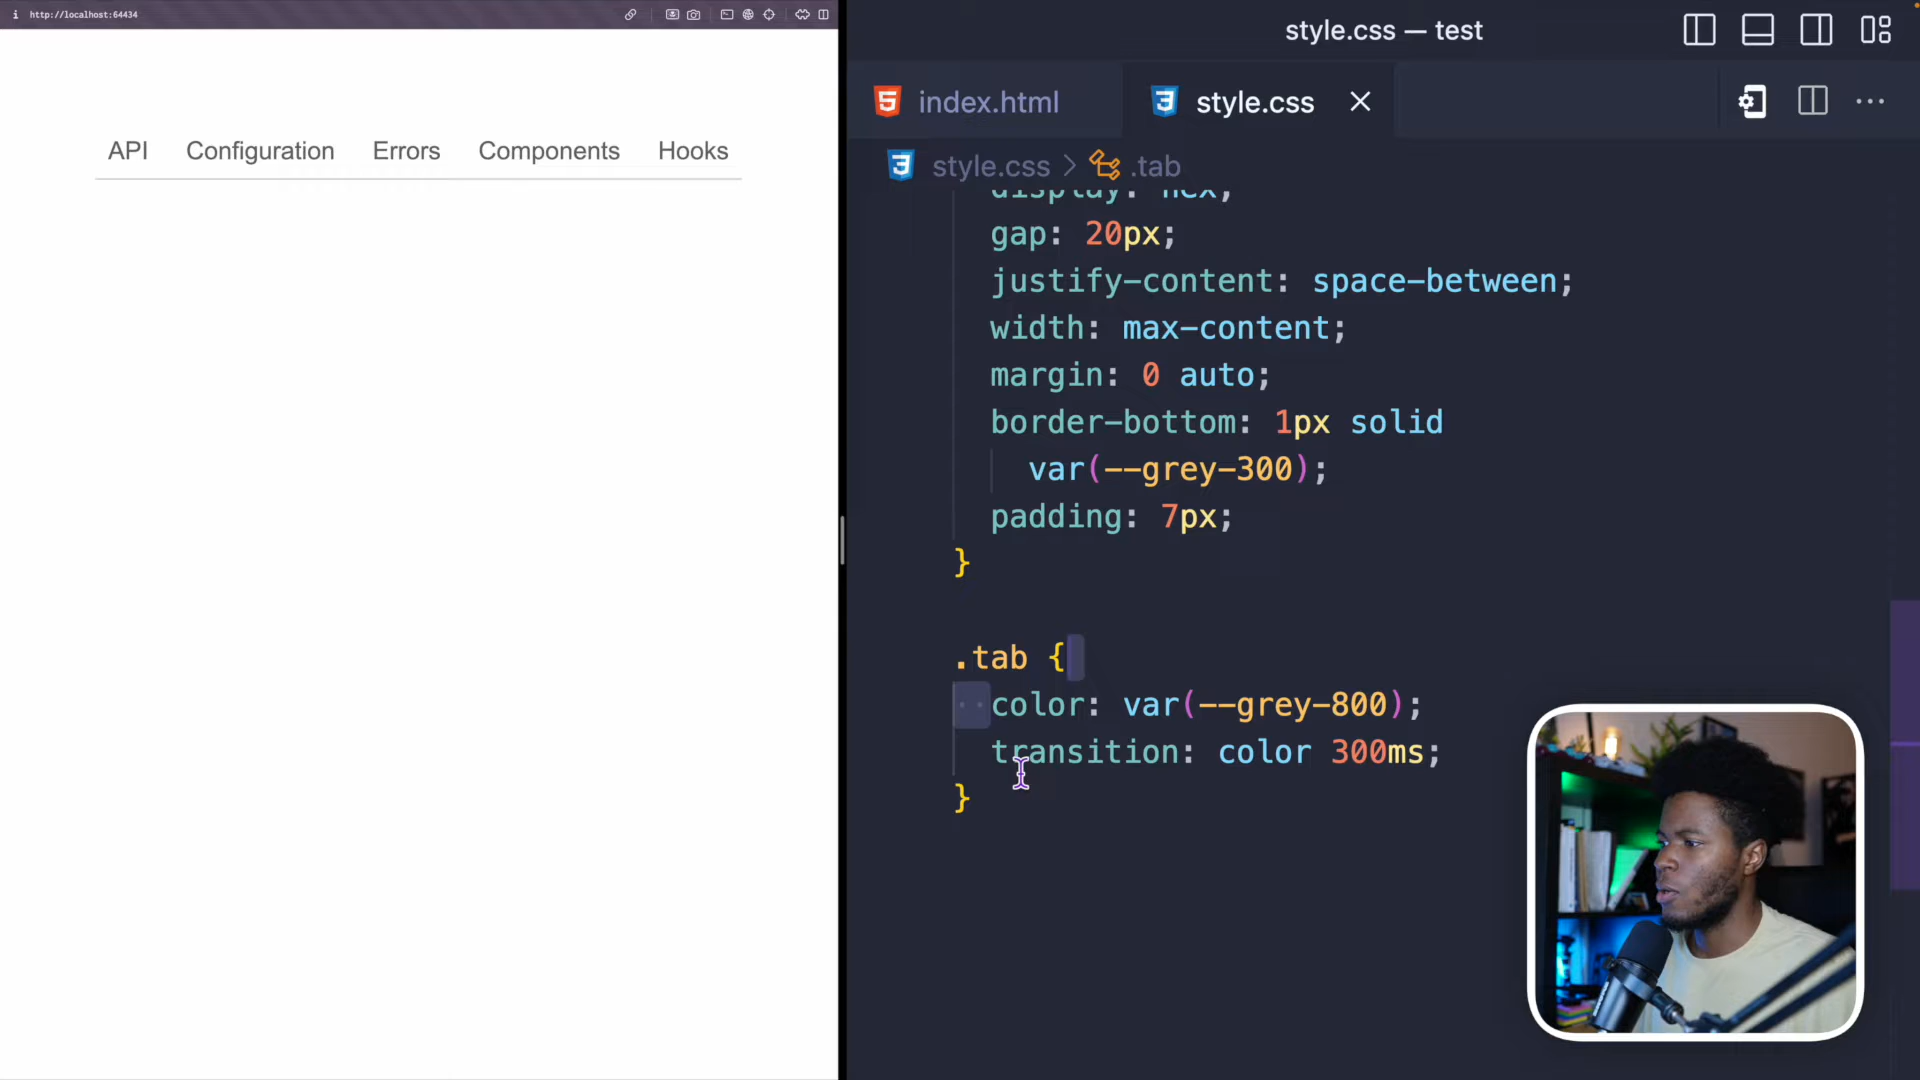 http://localhost:64434
API Configuration Errors Components Hooks
style.css — test
index.html
style.css
style.css > .tab
display: flex;
gap: 20px;
justify-content: space-between;
width: max-content;
margin: 0 auto;
border-bottom: 1px solid
var(--grey-300);
padding: 7px;
}
.tab {
color: var(--grey-800);
transition: color 300ms;
}